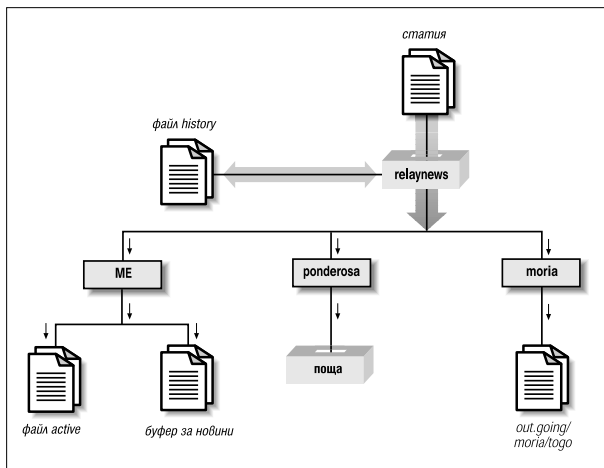 статия
файл history
relaynews
ME
ponderosa
moria
поща
файл active
буфер за новини
out.going/
moria/togo